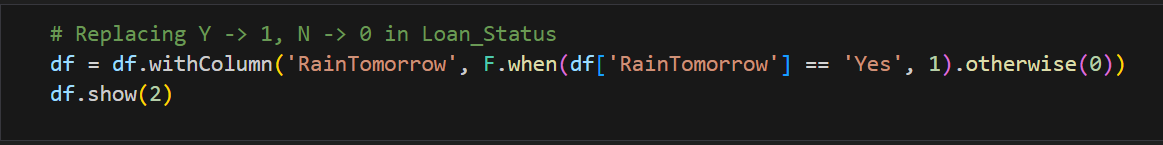 # Replacing Y -> 1, N -> 0 in Loan_Status
df = df.withColumn('RainTomorrow', F.when(df['RainTomorrow'] == 'Yes', 1).otherwise(0))
df.show(2)